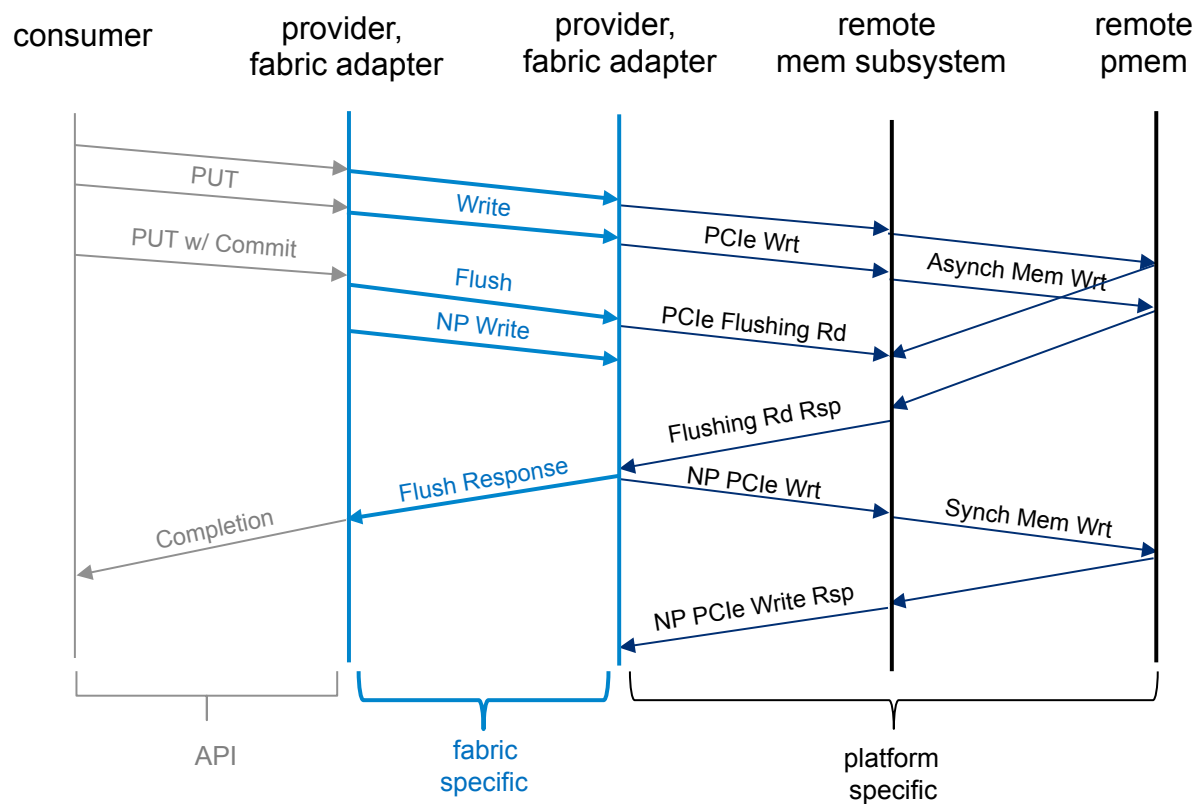 consumer
provider,
fabric adapter
provider,
fabric adapter
remote
mem subsystem
remote
pmem
PUT
Write
PCIe Wrt
PUT w/ Commit
Asynch Mem Wrt
Flush
NP Write
PCIe Flushing Rd
Flushing Rd Rsp
Flush Response
NP PCIe Wrt
Completion
Synch Mem Wrt
NP PCIe Write Rsp
API
fabric
specific
platform
specific